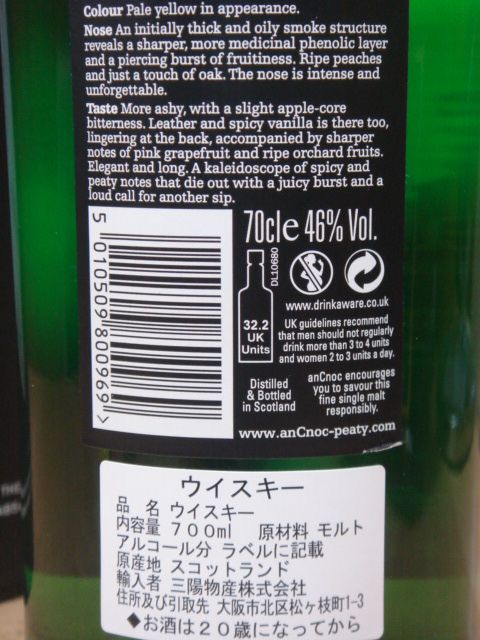 Colour Pale yellow in appearance.
Nose An initially thick and oily smoke structure
reveals a sharper, more medicinal phenolic layer
and a piercing burst of fruitiness. Ripe peaches
and just a touch of oak. The nose is intense and
unforgettable.
Taste More ashy, with a slight apple-core
bitterness. Leather and spicy vanilla is there too,
lingering at the back, accompanied by sharper
notes of pink grapefruit and ripe orchard fruits.
Elegant and long. A kaleidoscope of spicy and
peaty notes that die out with a juicy burst and a
loud call for another sip.
5 010509 800969 >
70cl e 46% Vol.
DL10680
32.2
UK
Units
www.drinkaware.co.uk
UK guidelines recommend
that men should not regularly
drink more than 3 to 4 units
and women 2 to 3 units a day.
Distilled
& Bottled
in Scotland
anCnoc encourages
you to savour this
fine single malt
responsibly.
www.anCnoc-peaty.com
THE
ウイスキー
品 名 ウイスキー
内容量 700ml 原材料 モルト
アルコール分 ラベルに記載
原産地 スコットランド
輸入者 三陽物産株式会社
住所及び引取先 大阪市北区松ヶ枝町1-3
◆お酒は20歳になってから